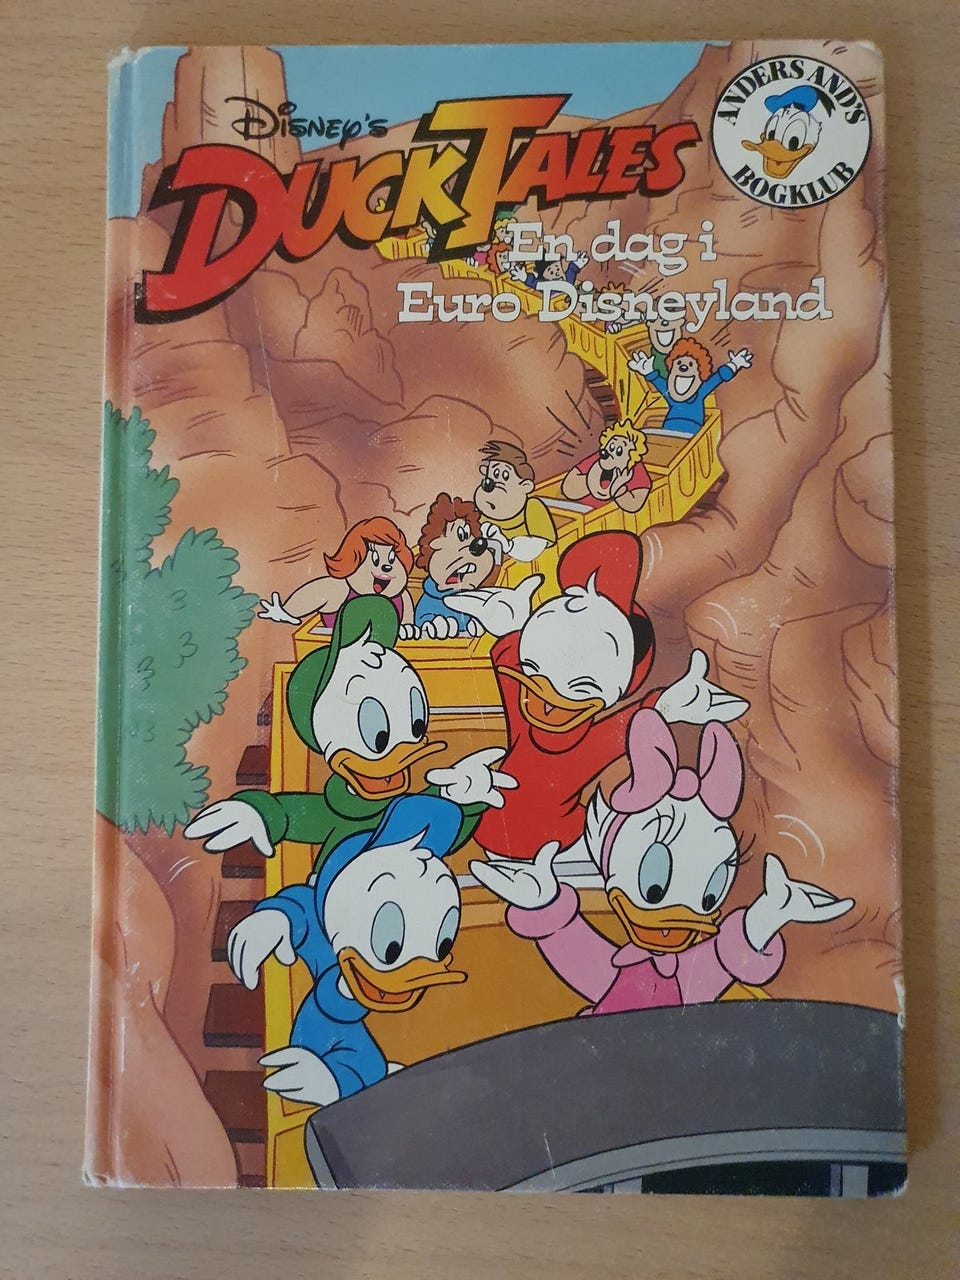 Disney's
DuckTales
ANDERS AND'S
BOGKLUB
En dag i
Euro Disneyland